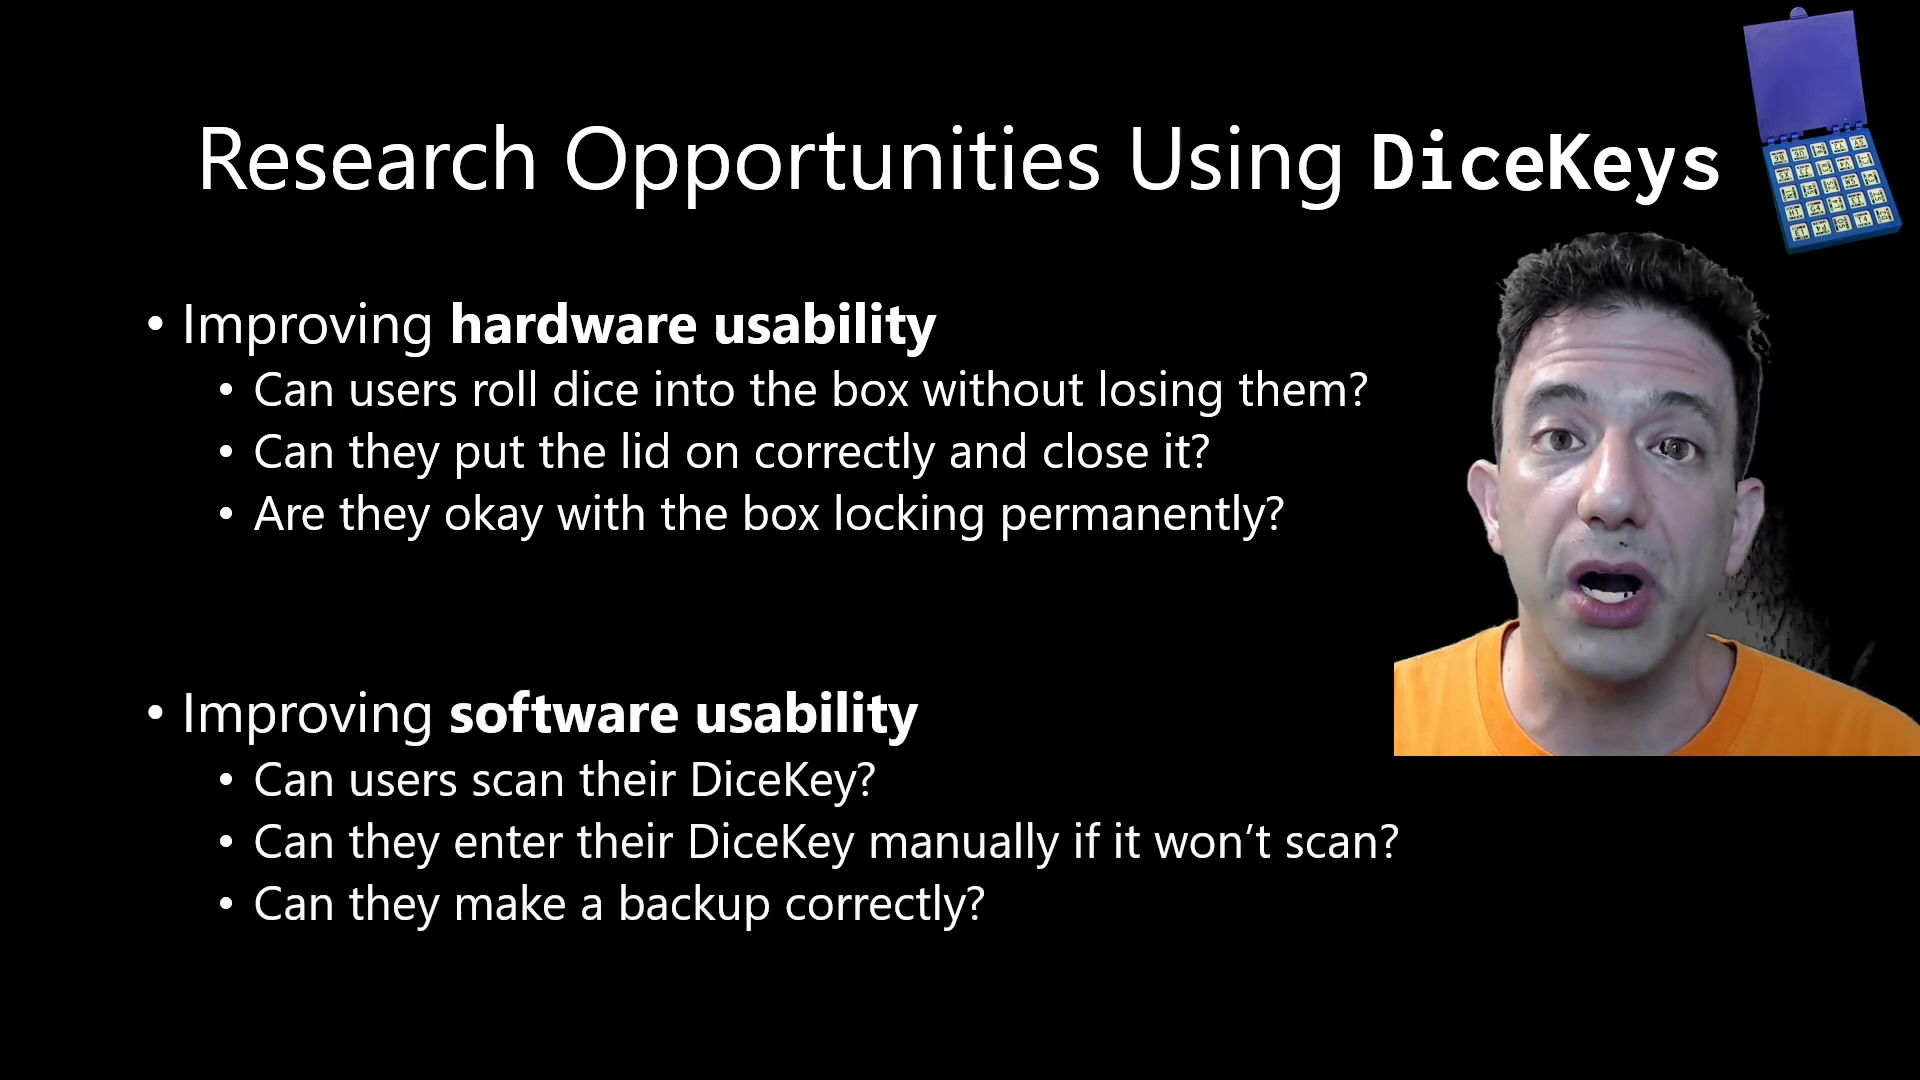 Research Opportunities Using DiceKeys
• Improving hardware usability
• Can users roll dice into the box without losing them?
• Can they put the lid on correctly and close it?
• Are they okay with the box locking permanently?
• Improving software usability
• Can users scan their DiceKey?
• Can they enter their DiceKey manually if it won’t scan?
• Can they make a backup correctly?